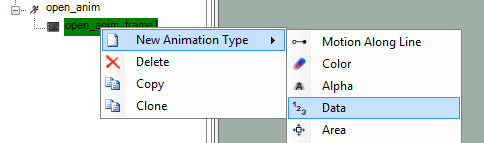 open_anim
open_anim_frame1
New Animation Type
Delete
Copy
Clone
Motion Along Line
Color
Alpha
Data
Area